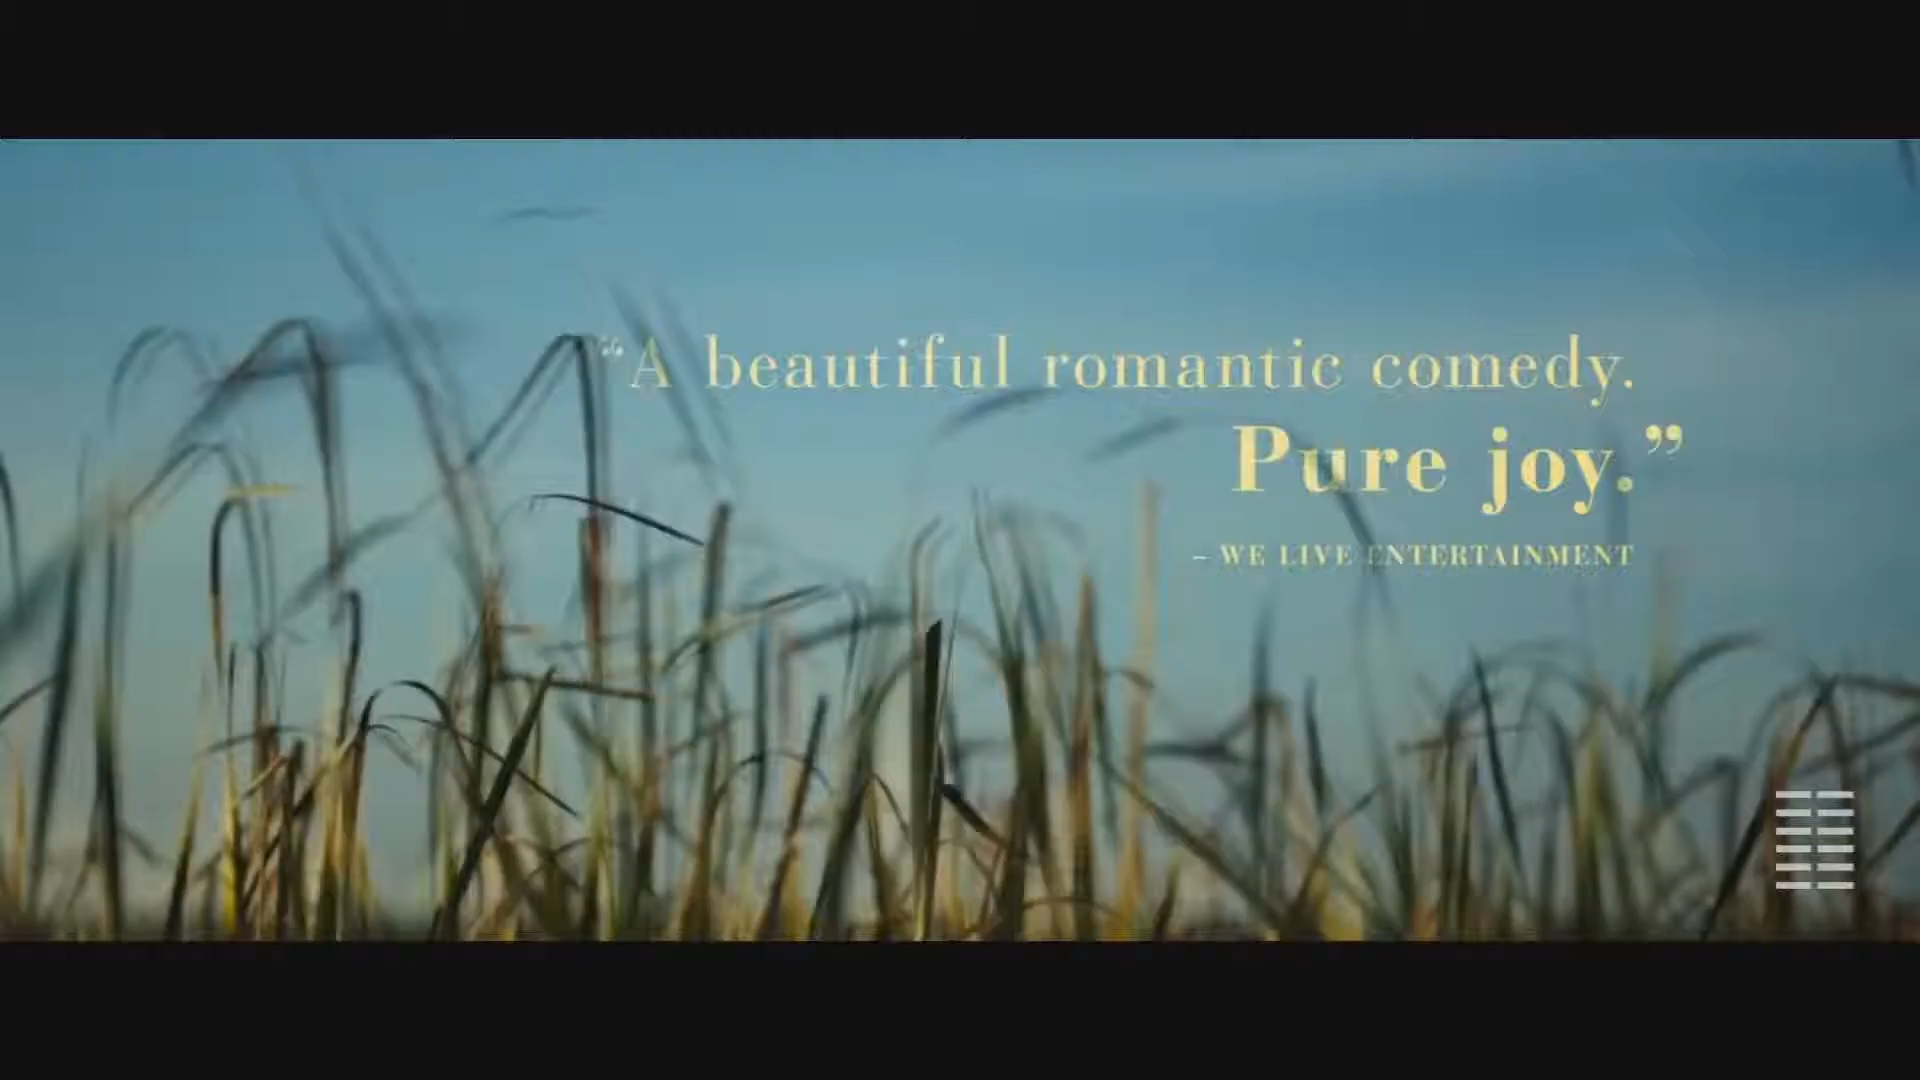 “A beautiful romantic comedy.
Pure joy.”
– WE LIVE ENTERTAINMENT